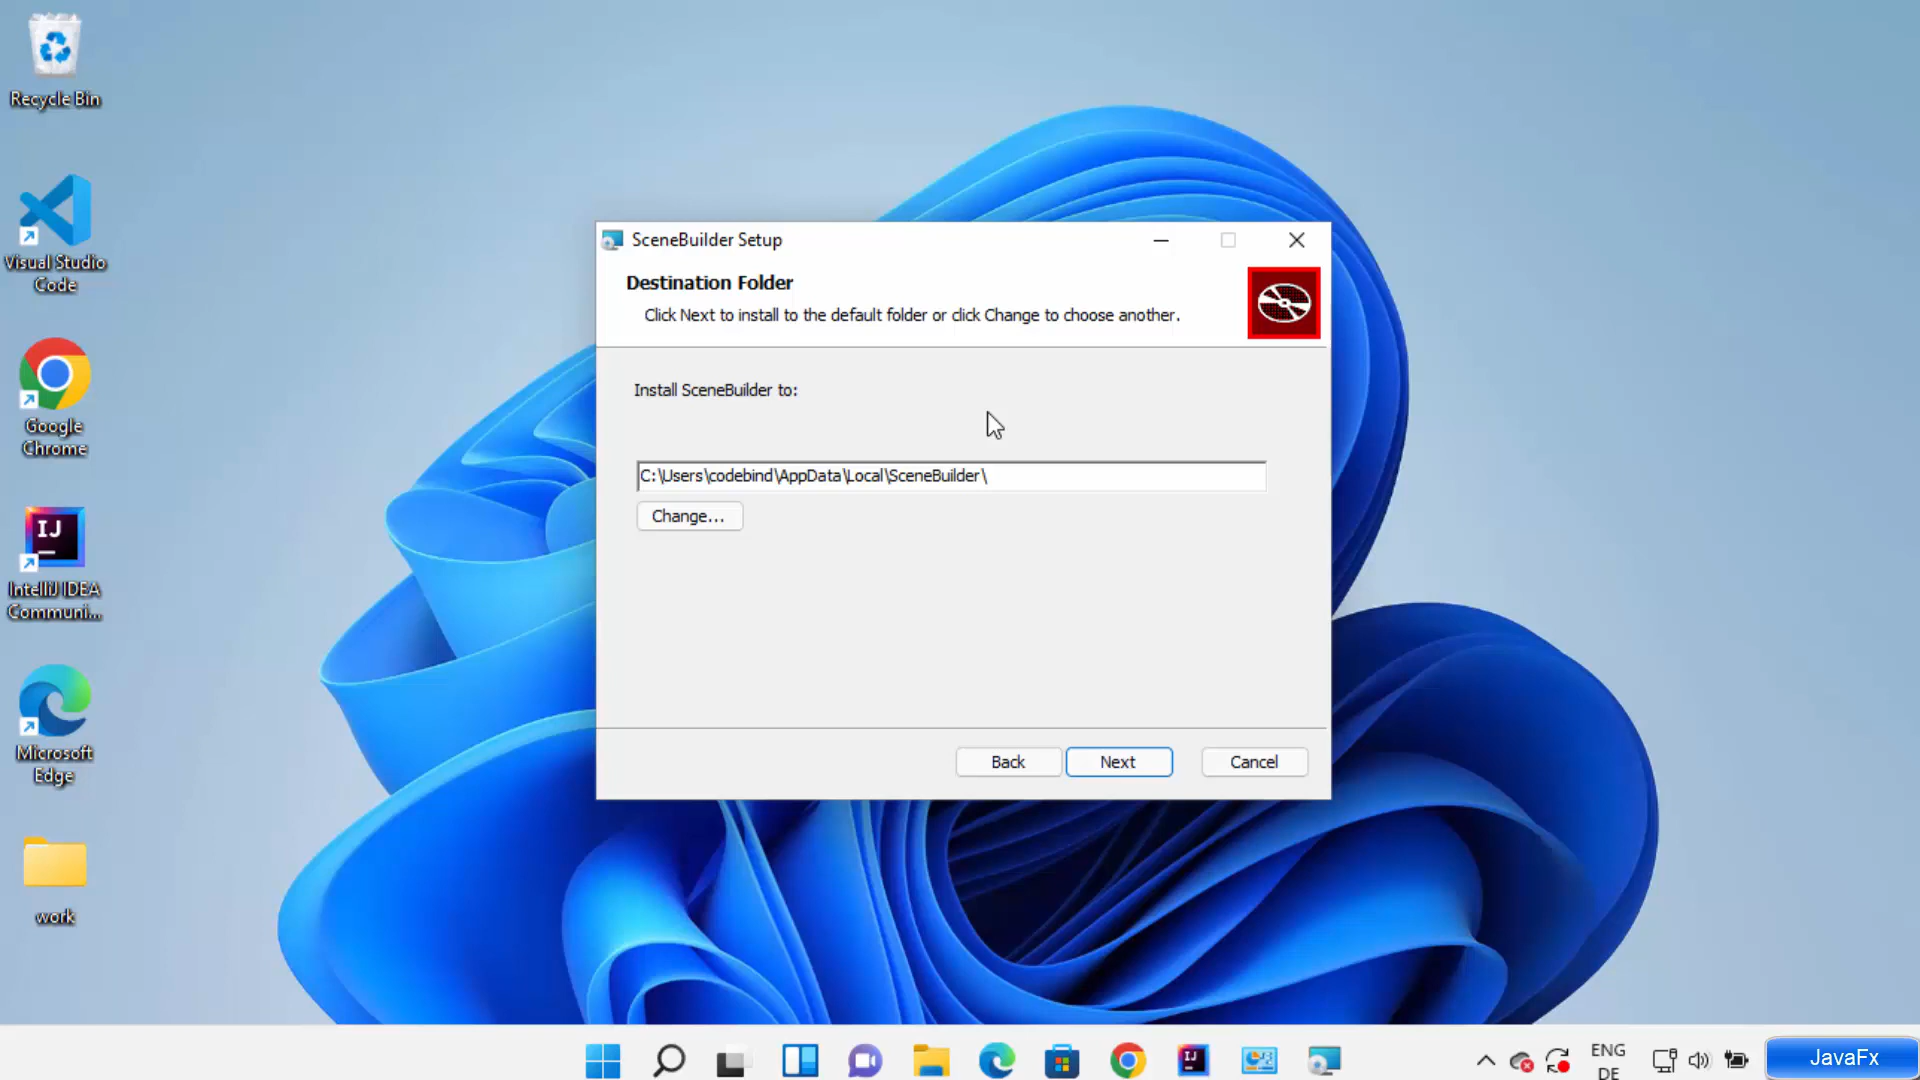 Recycle Bin
Visual Studio
Code
Google
Chrome
IJ
IntelliJ IDEA
Communi...
Microsoft
Edge
work
SceneBuilder Setup
Destination Folder
Click Next to install to the default folder or click Change to choose another.
Install SceneBuilder to:
C:\Users\codebind\AppData\Local\SceneBuilder\
Change...
Back
Next
Cancel
IJ
ENG
DE
JavaFx